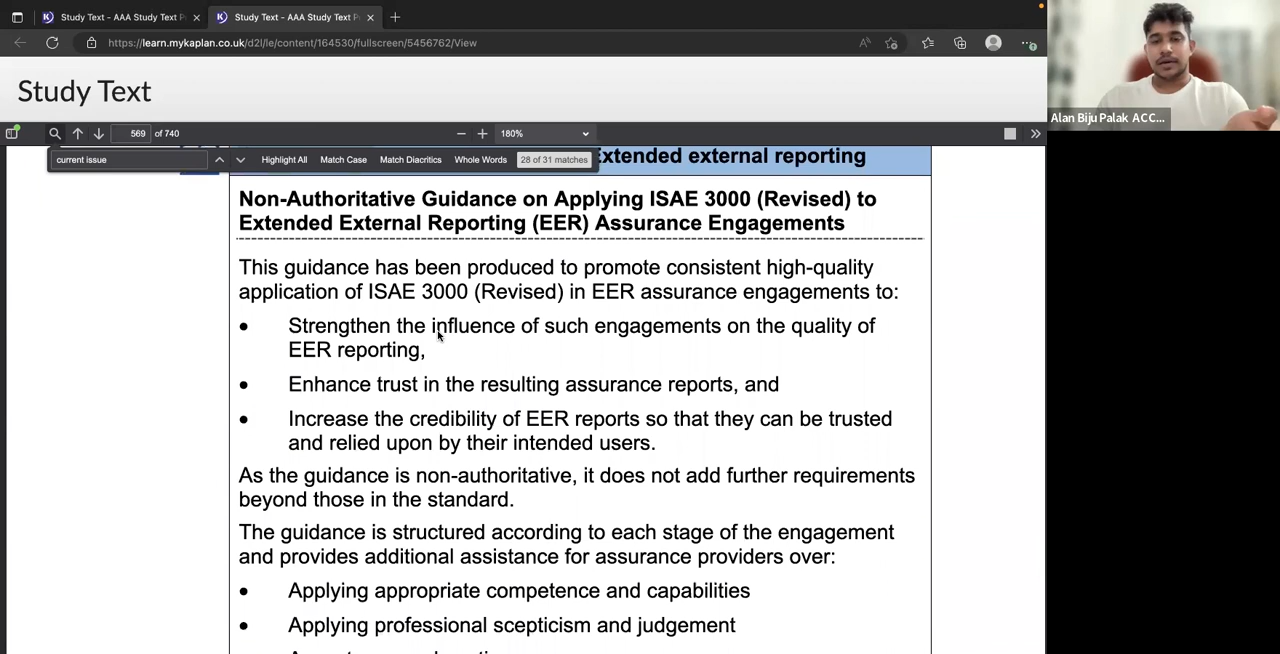 Study Text - AAA Study Text P
Study Text - AAA Study Text P
https://learn.mykaplan.co.uk/d2l/le/content/164530/fullscreen/5456762/View
Alan Biju Palak ACC...
Study Text
569 of 740
180%
current issue
Highlight All Match Case Match Diacritics Whole Words 28 of 31 matches
Extended external reporting
Non-Authoritative Guidance on Applying ISAE 3000 (Revised) to
Extended External Reporting (EER) Assurance Engagements
This guidance has been produced to promote consistent high-quality
application of ISAE 3000 (Revised) in EER assurance engagements to:
• Strengthen the influence of such engagements on the quality of
EER reporting,
• Enhance trust in the resulting assurance reports, and
• Increase the credibility of EER reports so that they can be trusted
and relied upon by their intended users.
As the guidance is non-authoritative, it does not add further requirements
beyond those in the standard.
The guidance is structured according to each stage of the engagement
and provides additional assistance for assurance providers over:
• Applying appropriate competence and capabilities
• Applying professional scepticism and judgement